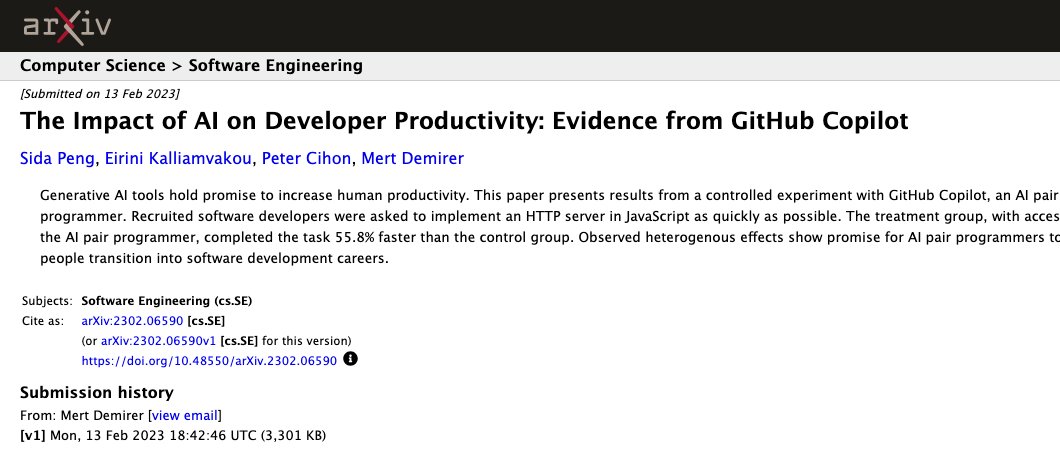 arXiv
Computer Science > Software Engineering
[Submitted on 13 Feb 2023]
The Impact of AI on Developer Productivity: Evidence from GitHub Copilot
Sida Peng, Eirini Kalliamvakou, Peter Cihon, Mert Demirer
Generative AI tools hold promise to increase human productivity. This paper presents results from a controlled experiment with GitHub Copilot, an AI pair
programmer. Recruited software developers were asked to implement an HTTP server in JavaScript as quickly as possible. The treatment group, with acces
the AI pair programmer, completed the task 55.8% faster than the control group. Observed heterogenous effects show promise for AI pair programmers to
people transition into software development careers.
Subjects: Software Engineering (cs.SE)
Cite as: arXiv:2302.06590 [cs.SE]
(or arXiv:2302.06590v1 [cs.SE] for this version)
https://doi.org/10.48550/arXiv.2302.06590
Submission history
From: Mert Demirer [view email]
[v1] Mon, 13 Feb 2023 18:42:46 UTC (3,301 KB)